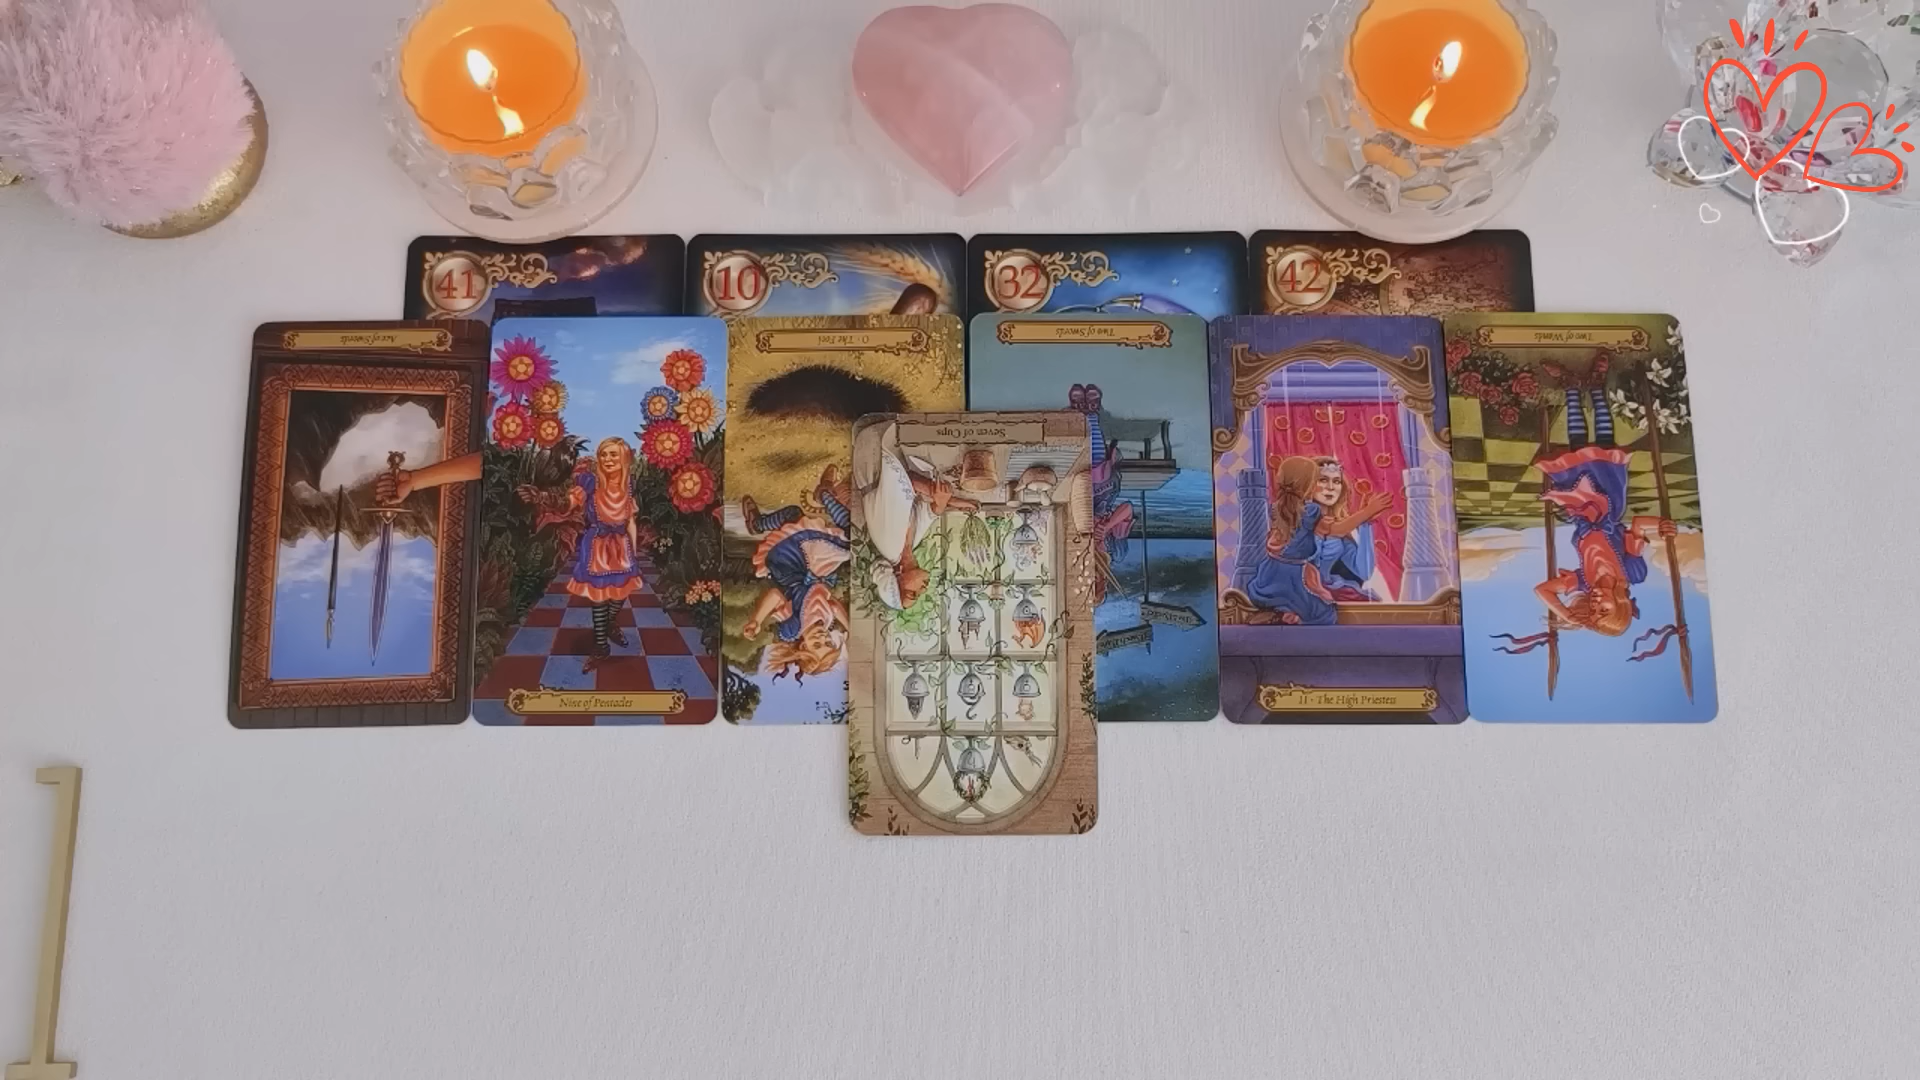 41
10
32
42
Ace of Swords
0 · The Fool
Two of Swords
Two of Wands
Seven of Cups
Nine of Pentacles
II · The High Priestess
1